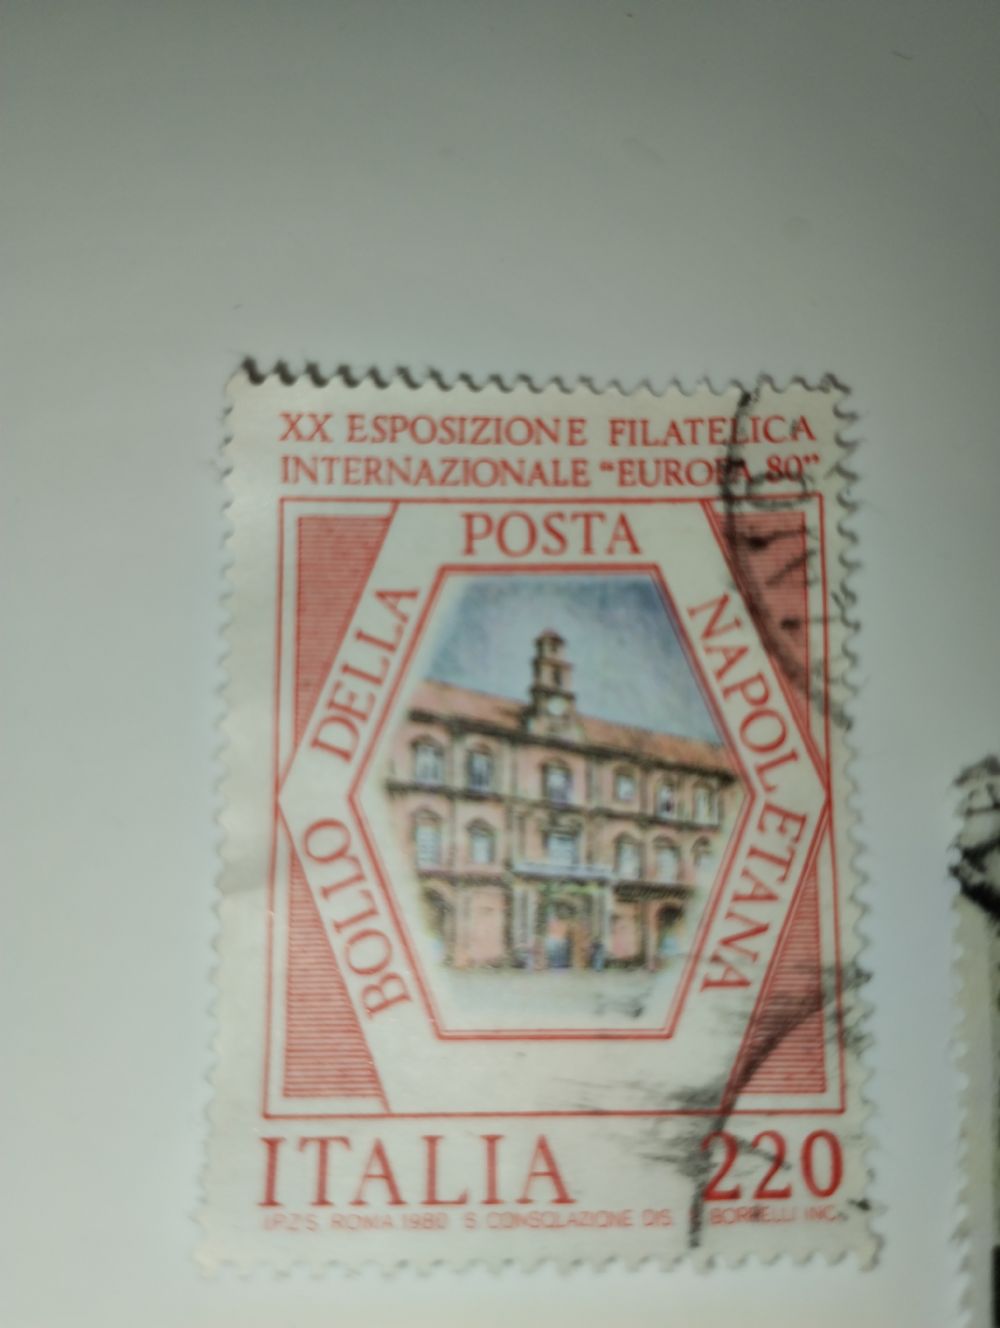 XX ESPOSIZIONE FILATELICA
INTERNAZIONALE “EUROPA 80”
BOLLO DELLA POSTA NAPOLETANA
ITALIA 220
I.P.Z.S. ROMA 1980 S. CONSOLAZIONE DIS. BORRELLI INC.